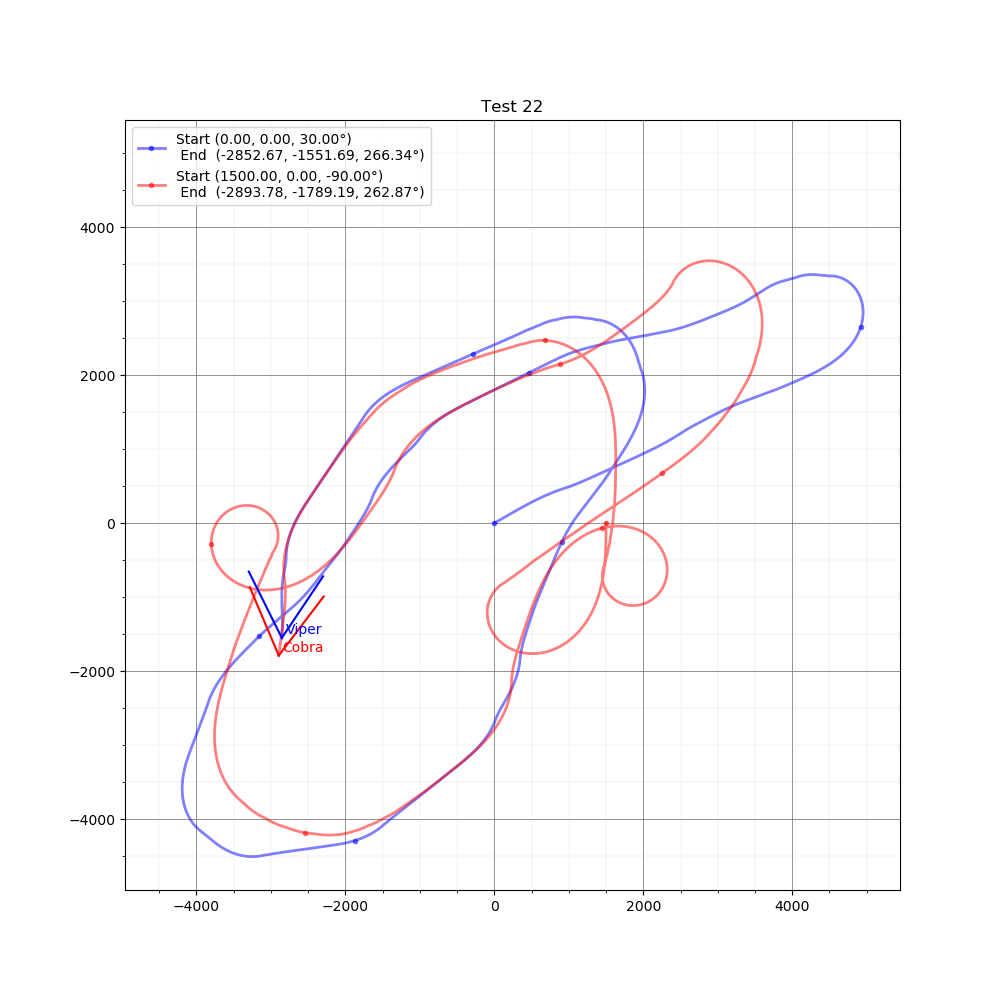 Test 22
Start (0.00, 0.00, 30.00°)
End (-2852.67, -1551.69, 266.34°)
Start (1500.00, 0.00, -90.00°)
End (-2893.78, -1789.19, 262.87°)
4000
2000
0
−2000
−4000
Viper
Cobra
−4000 −2000 0 2000 4000